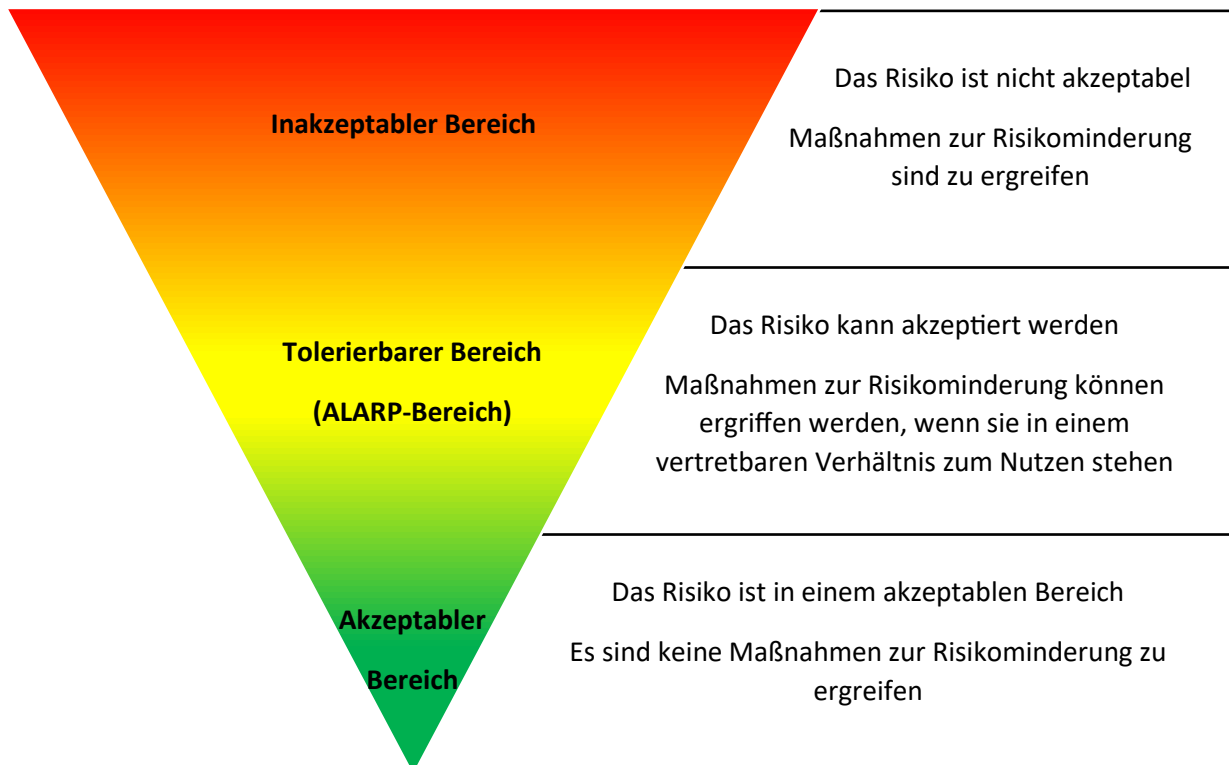 Das Risiko ist nicht akzeptabel
Inakzeptabler Bereich
Maßnahmen zur Risikominderung
sind zu ergreifen
Das Risiko kann akzeptiert werden
Tolerierbarer Bereich
(ALARP-Bereich)
Maßnahmen zur Risikominderung können
ergriffen werden, wenn sie in einem
vertretbaren Verhältnis zum Nutzen stehen
Das Risiko ist in einem akzeptablen Bereich
Akzeptabler
Bereich
Es sind keine Maßnahmen zur Risikominderung zu
ergreifen